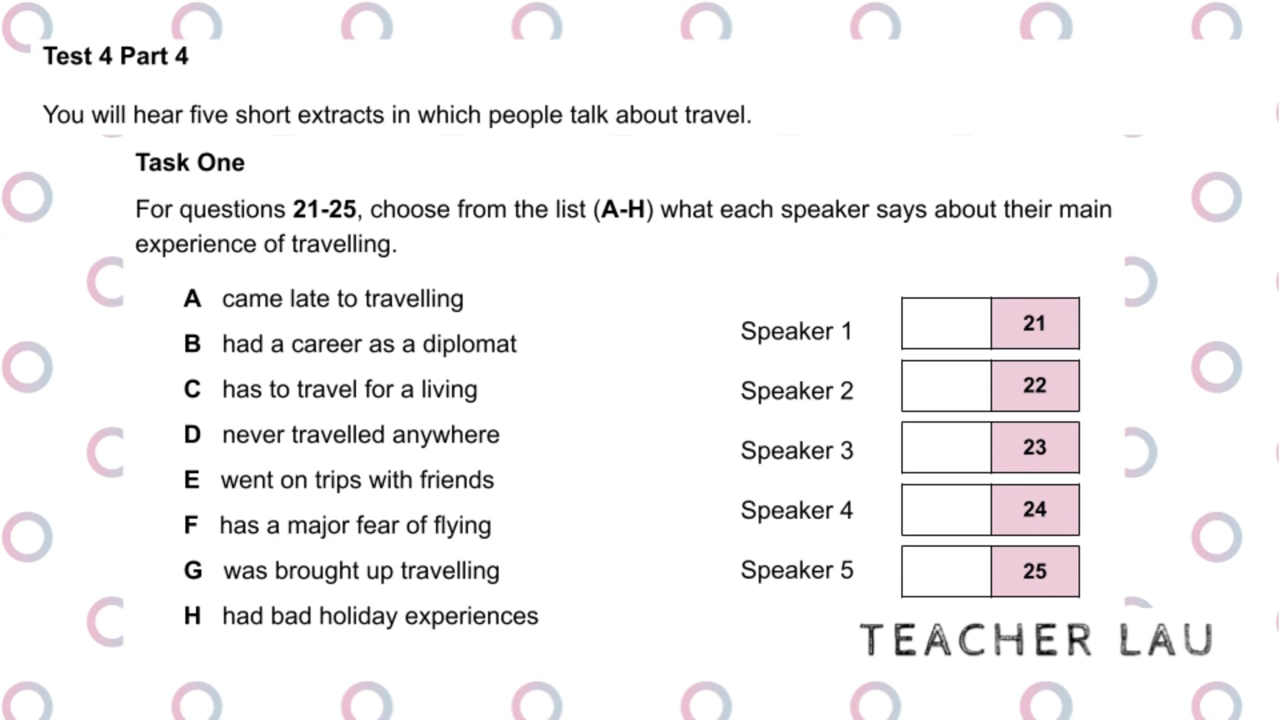 Test 4 Part 4
You will hear five short extracts in which people talk about travel.
Task One
For questions 21-25, choose from the list (A-H) what each speaker says about their main
experience of travelling.
A came late to travelling
B had a career as a diplomat
C has to travel for a living
D never travelled anywhere
E went on trips with friends
F has a major fear of flying
G was brought up travelling
H had bad holiday experiences
Speaker 1 21
Speaker 2 22
Speaker 3 23
Speaker 4 24
Speaker 5 25
TEACHER LAU